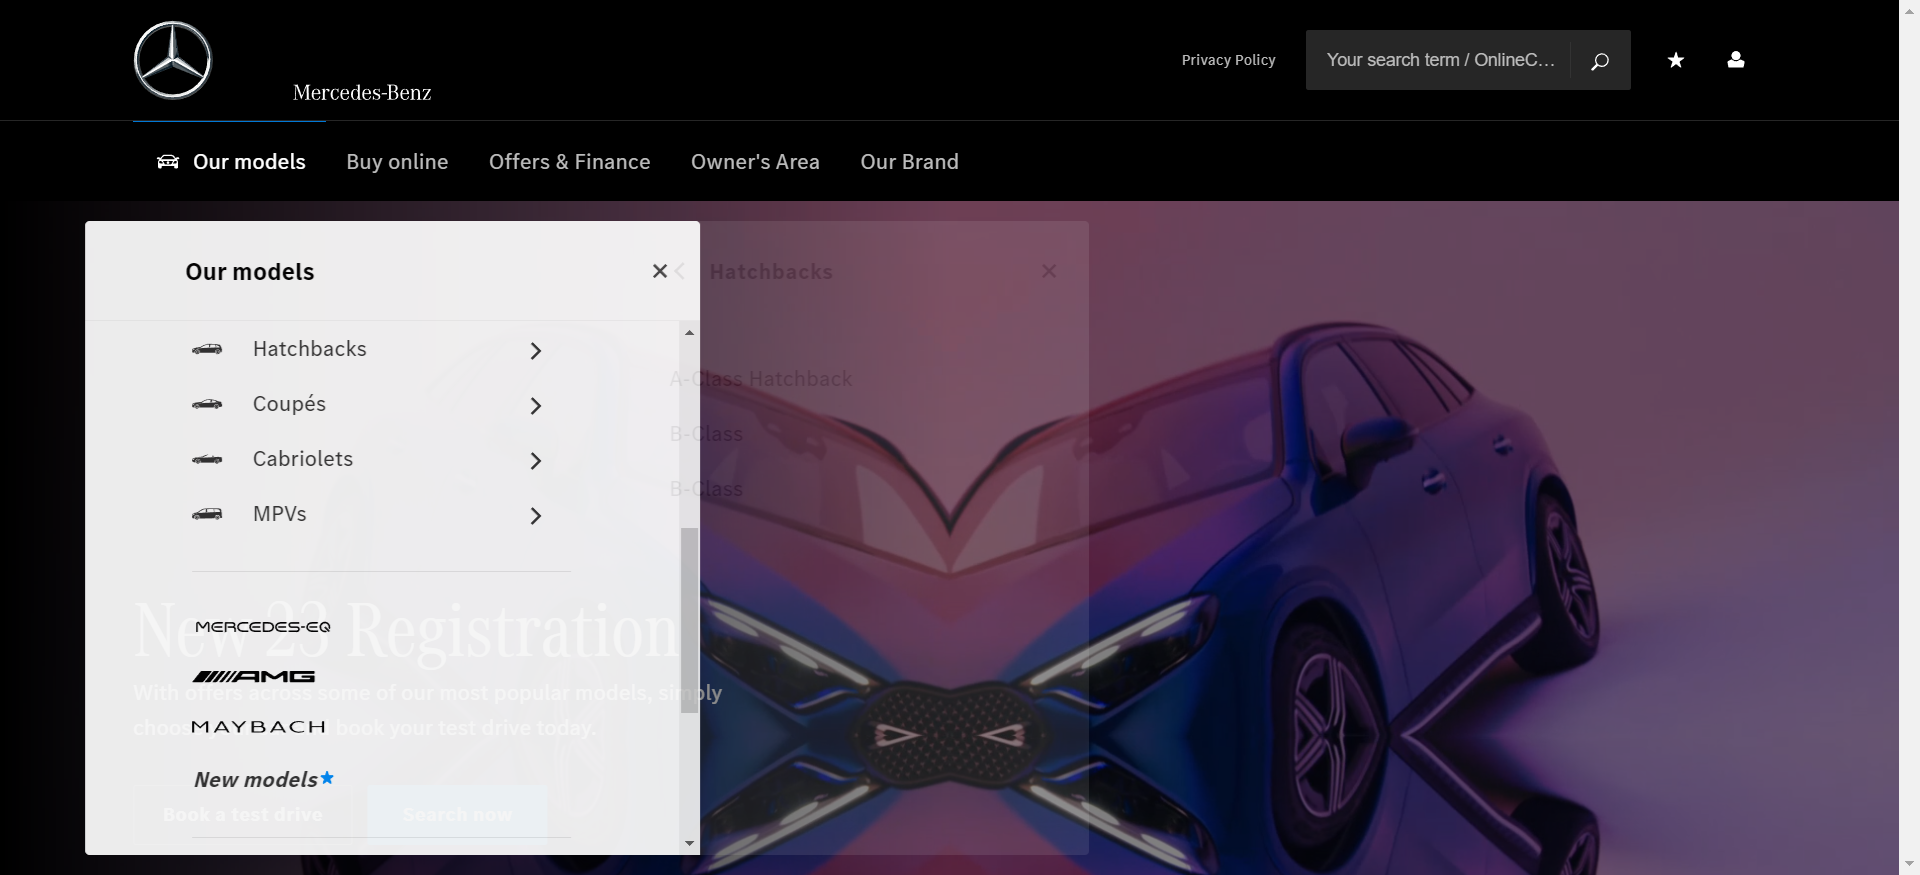 Mercedes-Benz
Privacy Policy
Your search term / OnlineC...
Our models
Buy online
Offers & Finance
Owner's Area
Our Brand
Our models
Hatchbacks
Coupés
Cabriolets
MPVs
MERCEDES-EQ
AMG
MAYBACH
New models
Hatchbacks
A-Class Hatchback
B-Class
B-Class
New 23 Registration
With offers across some of our most popular models, simply
book your test drive today.
Book a test drive
Search now